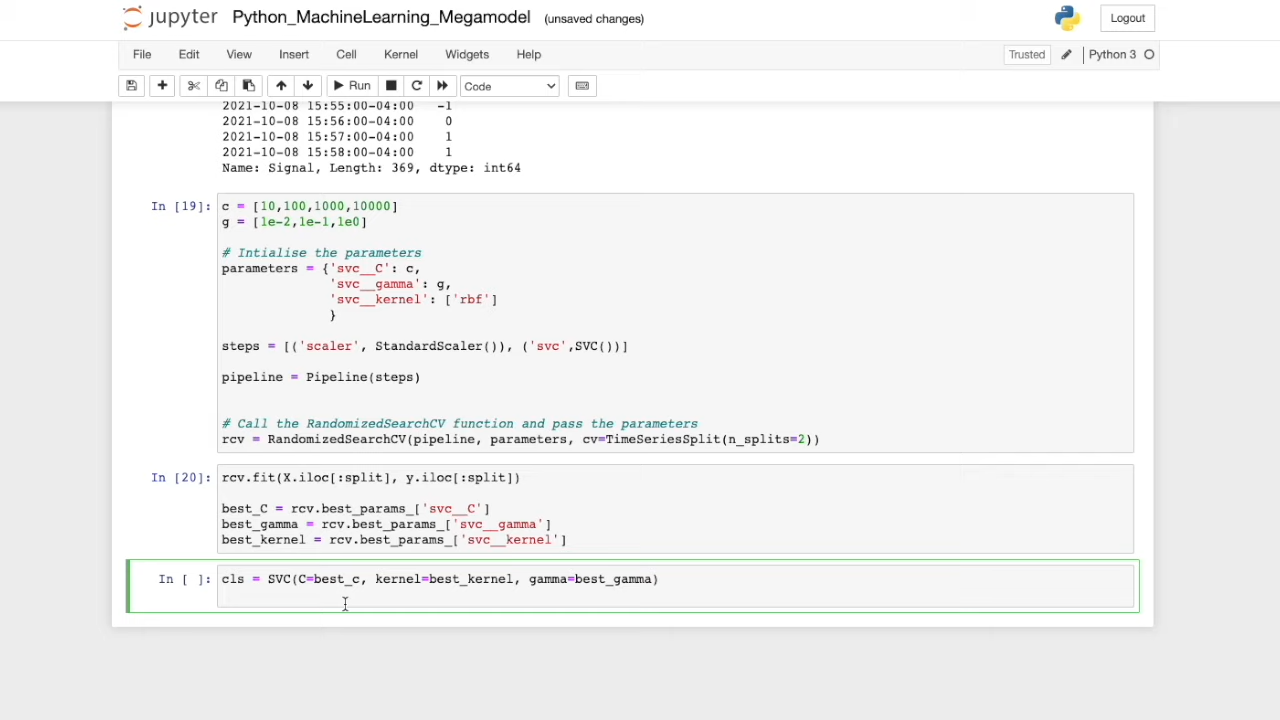 jupyter Python_MachineLearning_Megamodel (unsaved changes) Logout
File Edit View Insert Cell Kernel Widgets Help Trusted Python 3
Run Code
2021-10-08 15:55:00-04:00 -1
2021-10-08 15:56:00-04:00 0
2021-10-08 15:57:00-04:00 1
2021-10-08 15:58:00-04:00 1
Name: Signal, Length: 369, dtype: int64
In [19]: c = [10,100,1000,10000]
g = [1e-2,1e-1,1e0]
# Intialise the parameters
parameters = {'svc__C': c,
'svc__gamma': g,
'svc__kernel': ['rbf']
}
steps = [('scaler', StandardScaler()), ('svc',SVC())]
pipeline = Pipeline(steps)
# Call the RandomizedSearchCV function and pass the parameters
rcv = RandomizedSearchCV(pipeline, parameters, cv=TimeSeriesSplit(n_splits=2))
In [20]: rcv.fit(X.iloc[:split], y.iloc[:split])
best_C = rcv.best_params_['svc__C']
best_gamma = rcv.best_params_['svc__gamma']
best_kernel = rcv.best_params_['svc__kernel']
In [ ]: cls = SVC(C=best_c, kernel=best_kernel, gamma=best_gamma)